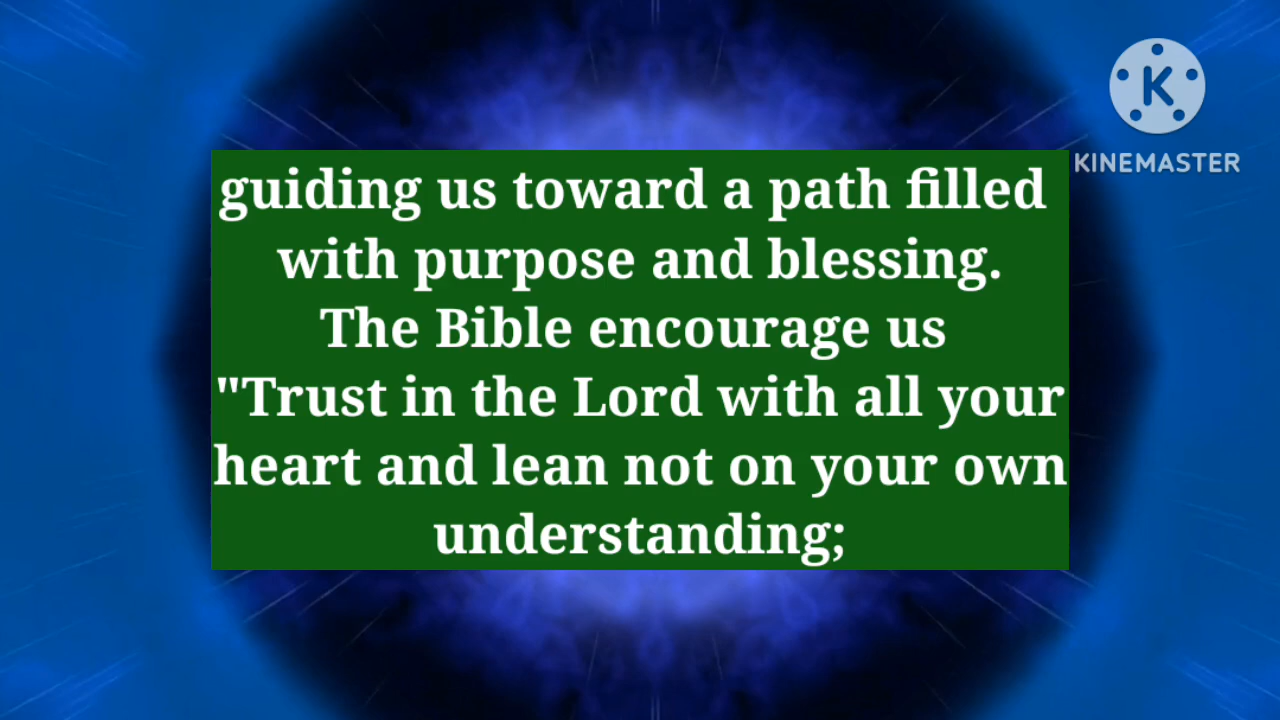 KINEMASTER
guiding us toward a path filled
with purpose and blessing.
The Bible encourage us
"Trust in the Lord with all your
heart and lean not on your own
understanding;